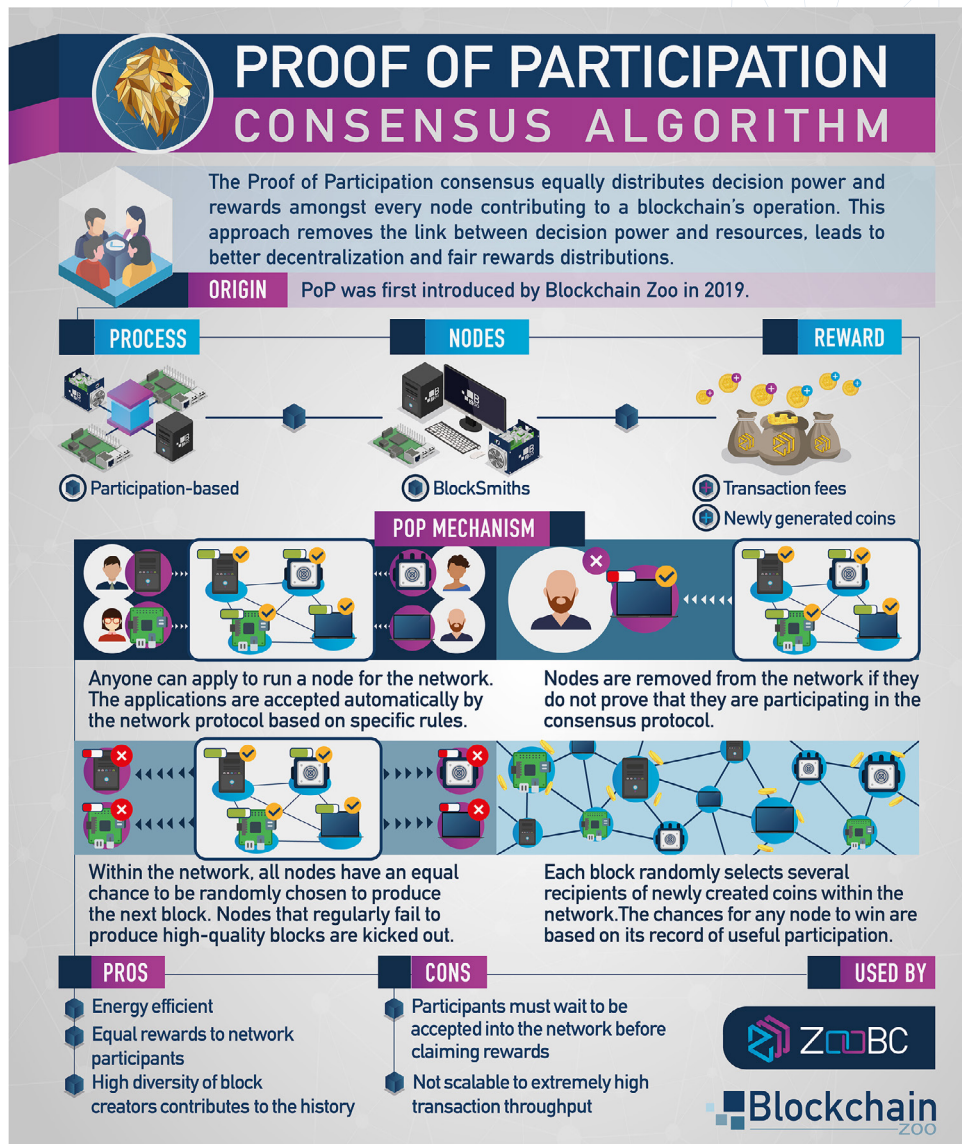 PROOF OF PARTICIPATION
CONSENSUS ALGORITHM
The Proof of Participation consensus equally distributes decision power and
rewards amongst every node contributing to a blockchain's operation. This
approach removes the link between decision power and resources, leads to
better decentralization and fair rewards distributions.
ORIGIN
PoP was first introduced by Blockchain Zoo in 2019.
PROCESS
Participation-based
NODES
BlockSmiths
REWARD
Transaction fees
Newly generated coins
POP MECHANISM
Anyone can apply to run a node for the network.
The applications are accepted automatically by
the network protocol based on specific rules.
Nodes are removed from the network if they
do not prove that they are participating in the
consensus protocol.
Within the network, all nodes have an equal
chance to be randomly chosen to produce
the next block. Nodes that regularly fail to
produce high-quality blocks are kicked out.
Each block randomly selects several
recipients of newly created coins within the
network.The chances for any node to win are
based on its record of useful participation.
PROS
Energy efficient
Equal rewards to network
participants
High diversity of block
creators contributes to the history
CONS
Participants must wait to be
accepted into the network before
claiming rewards
Not scalable to extremely high
transaction throughput
USED BY
ZOOBC
Blockchain
ZOO